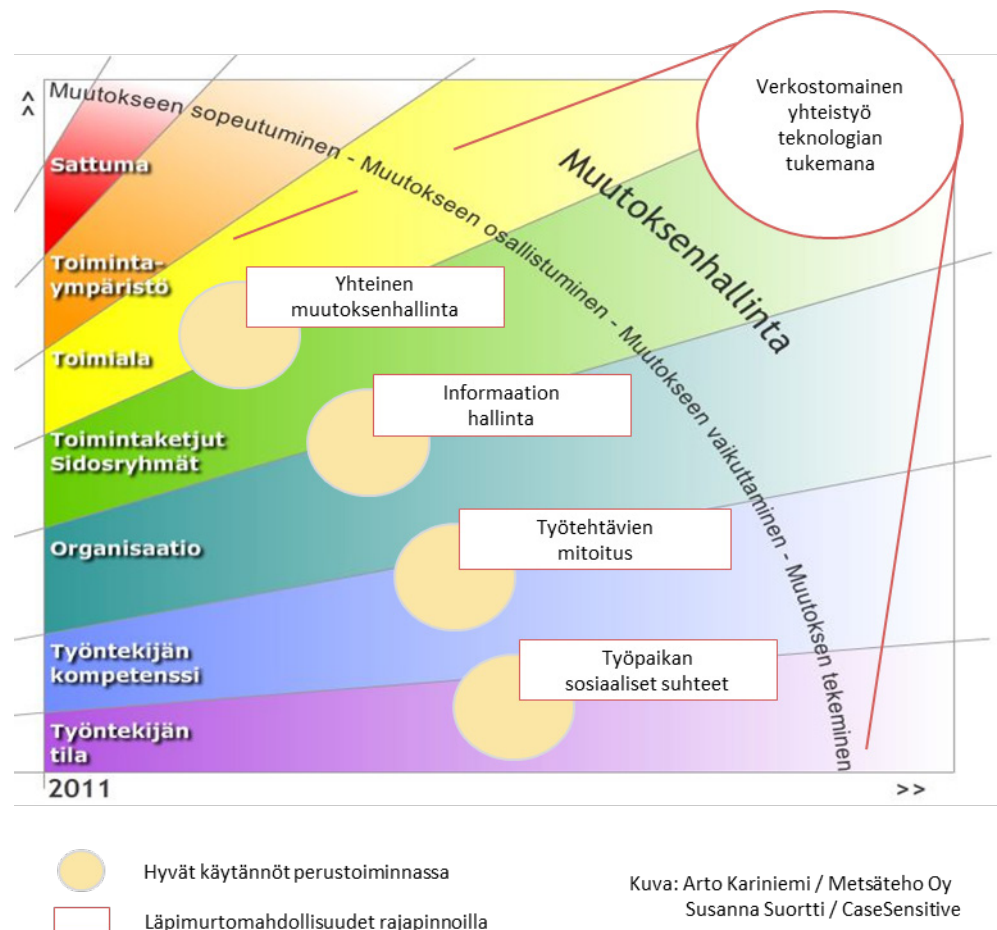 Verkostomainen
yhteistyö
teknologian
tukemana
>>
Muutokseen sopeutuminen - Muutokseen osallistuminen - Muutokseen vaikuttaminen - Muutoksen tekeminen
Muutoksenhallinta
Sattuma
Toiminta-
ympäristö
Yhteinen
muutoksenhallinta
Toimiala
Informaation
hallinta
Toimintaketjut
Sidosryhmät
Työtehtävien
mitoitus
Organisaatio
Työntekijän
kompetenssi
Työpaikan
sosiaaliset suhteet
Työntekijän
tila
2011
>>
Hyvät käytännöt perustoiminnassa
Läpimurtomahdollisuudet rajapinnoilla
Kuva: Arto Kariniemi / Metsäteho Oy
Susanna Suortti / CaseSensitive